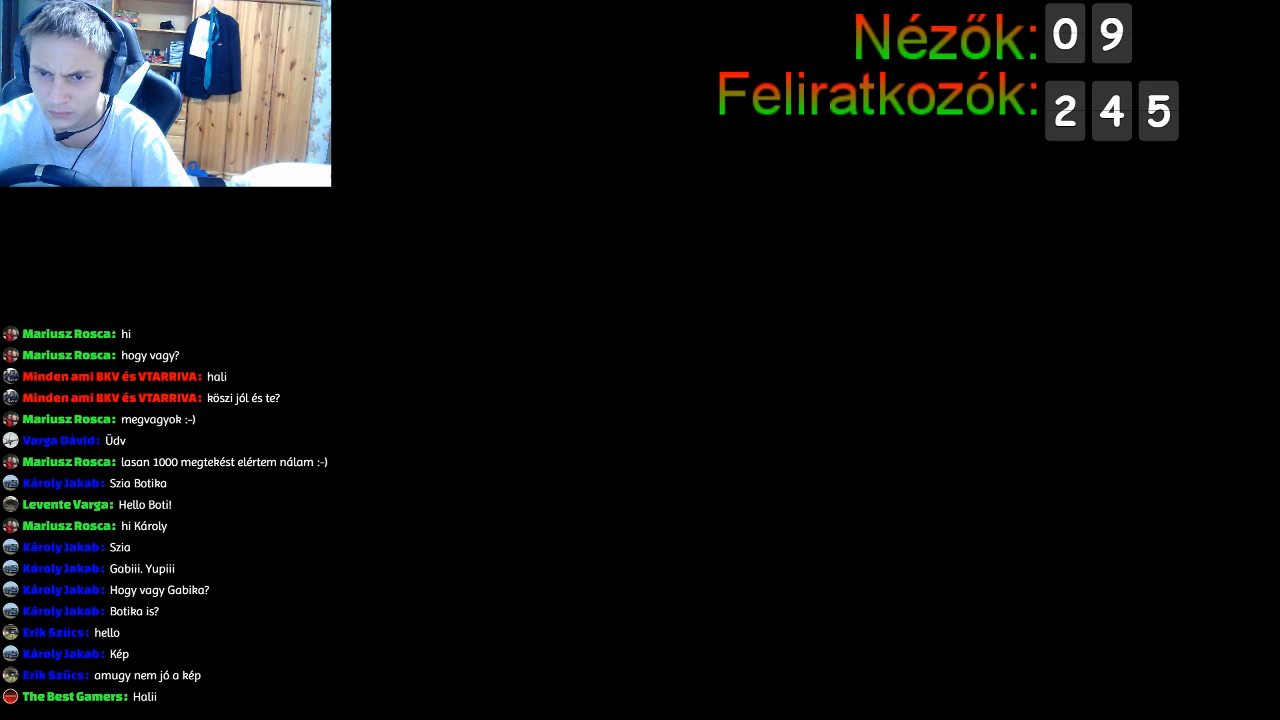 Nézők: 09
Feliratkozók: 245
Mariusz Rosca: hi
Mariusz Rosca: hogy vagy?
Minden ami BKV és VTARRIVA: hali
Minden ami BKV és VTARRIVA: köszi jól és te?
Mariusz Rosca: megvagyok :-)
Varga Dávid: Üdv
Mariusz Rosca: lasan 1000 megtekést elértem nálam :-)
Károly Jakab: Szia Botika
Levente Varga: Hello Boti!
Mariusz Rosca: hi Károly
Károly Jakab: Szia
Károly Jakab: Gabiii. Yupiii
Károly Jakab: Hogy vagy Gabika?
Károly Jakab: Botika is?
Erik Szűcs: hello
Károly Jakab: Kép
Erik Szűcs: amugy nem jó a kép
The Best Gamers: Halii